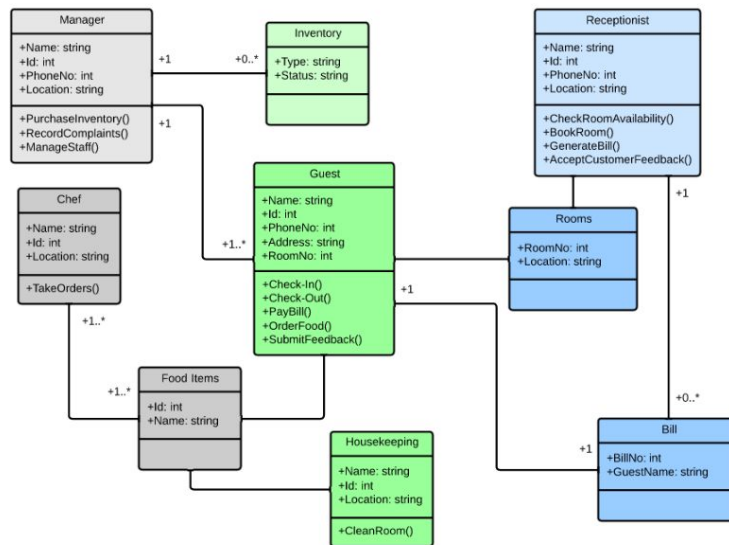 Manager
+Name: string
+Id: int
+PhoneNo: int
+Location: string
+PurchaseInventory()
+RecordComplaints()
+ManageStaff()
+1
+0..*
Inventory
+Type: string
+Status: string
Receptionist
+Name: string
+Id: int
+PhoneNo: int
+Location: string
+CheckRoomAvailability()
+BookRoom()
+GenerateBill()
+AcceptCustomerFeedback()
+1
+1
Guest
+Name: string
+Id: int
+PhoneNo: int
+Address: string
+RoomNo: int
+Check-In()
+Check-Out()
+PayBill()
+OrderFood()
+SubmitFeedback()
+1..*
+1
Chef
+Name: string
+Id: int
+Location: string
+TakeOrders()
+1..*
Rooms
+RoomNo: int
+Location: string
+1..*
Food Items
+Id: int
+Name: string
Housekeeping
+Name: string
+Id: int
+Location: string
+CleanRoom()
+0..*
+1
Bill
+BillNo: int
+GuestName: string